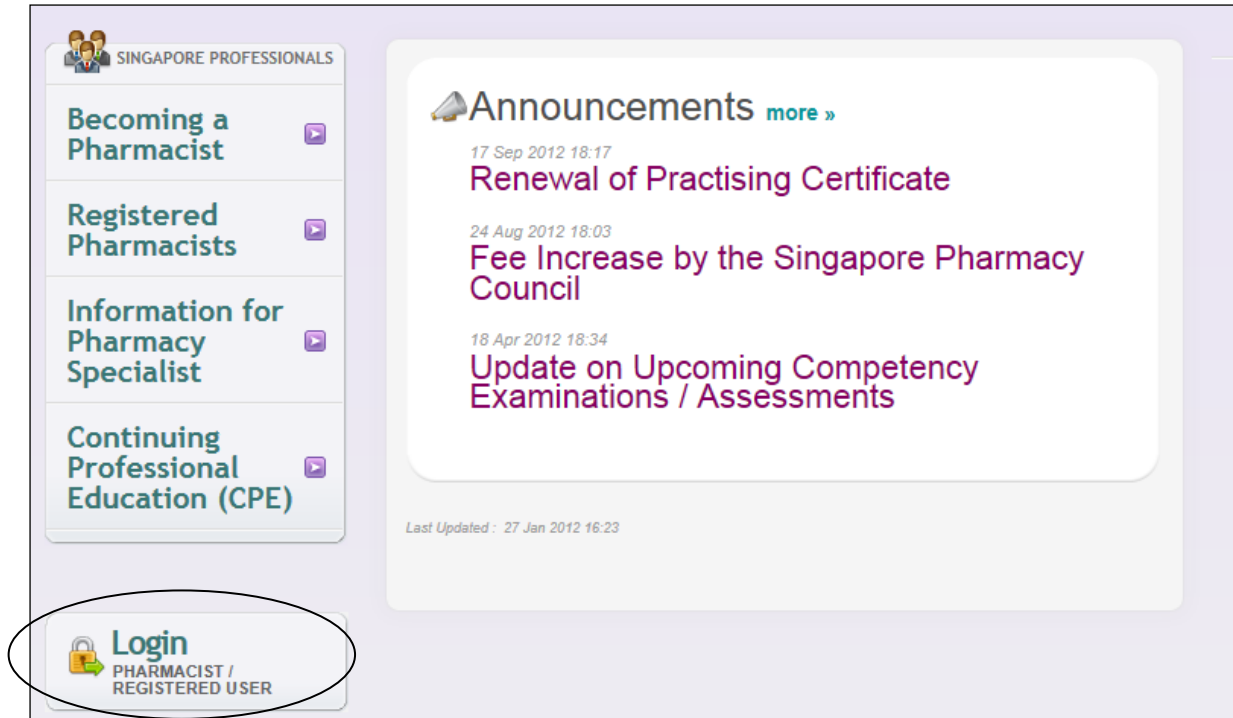 SINGAPORE PROFESSIONALS
Becoming a
Pharmacist
Registered
Pharmacists
Information for
Pharmacy
Specialist
Continuing
Professional
Education (CPE)
Login
PHARMACIST /
REGISTERED USER
Announcements more »
17 Sep 2012 18:17
Renewal of Practising Certificate
24 Aug 2012 18:03
Fee Increase by the Singapore Pharmacy
Council
18 Apr 2012 18:34
Update on Upcoming Competency
Examinations / Assessments
Last Updated : 27 Jan 2012 16:23